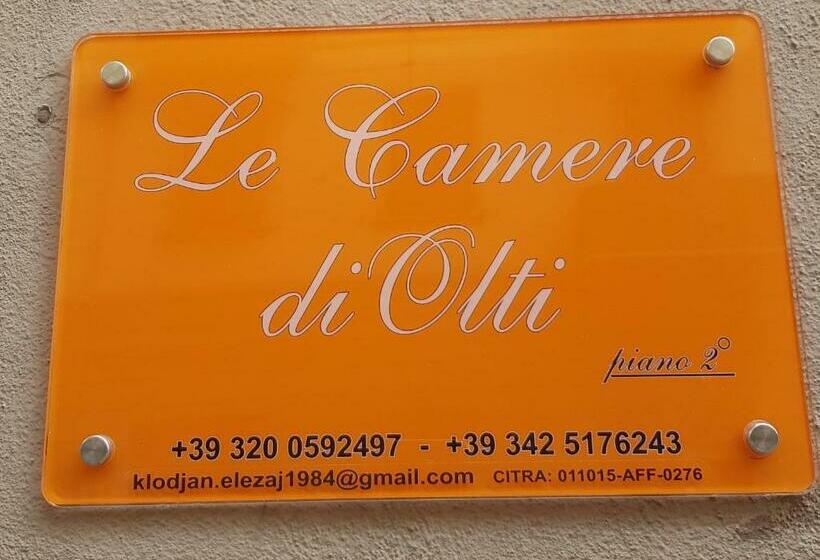 Le Camere
di Olti
piano 2°
+39 320 0592497 - +39 342 5176243
klodjan.elezaj1984@gmail.com CITRA: 011015-AFF-0276